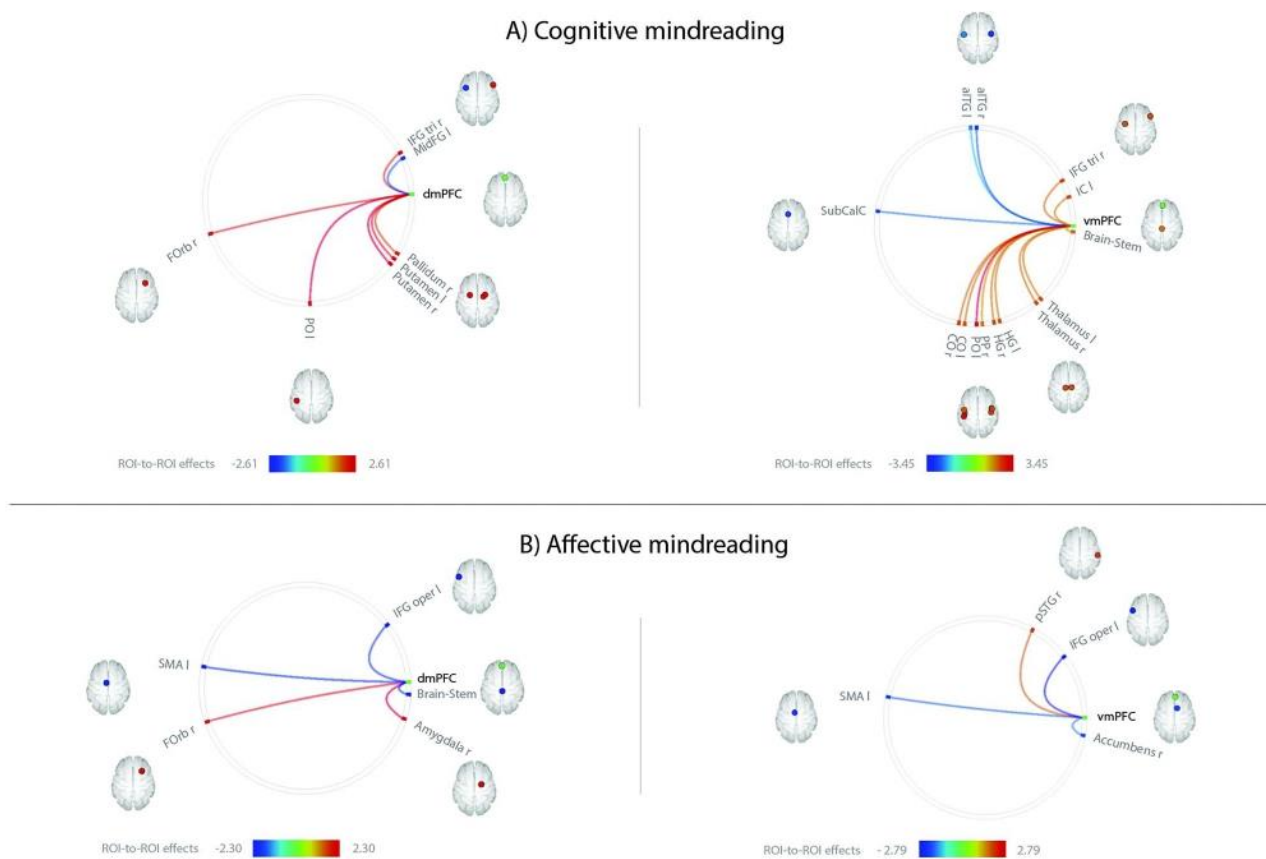 A) Cognitive mindreading
IFG tri r
MidFG l
dmPFC
FOrb r
Pallidum r
Putamen l
Putamen r
PO l
ROI-to-ROI effects -2.61 2.61
aITG l
aITG r
IFG tri r
IC l
SubCalC
vmPFC
Brain-Stem
Thalamus l
Thalamus r
HG l
HG r
PP r
PO l
CO l
CO r
ROI-to-ROI effects -3.45 3.45
B) Affective mindreading
IFG oper l
SMA l
dmPFC
Brain-Stem
FOrb r
Amygdala r
ROI-to-ROI effects -2.30 2.30
pSTG r
IFG oper l
SMA l
vmPFC
Accumbens r
ROI-to-ROI effects -2.79 2.79